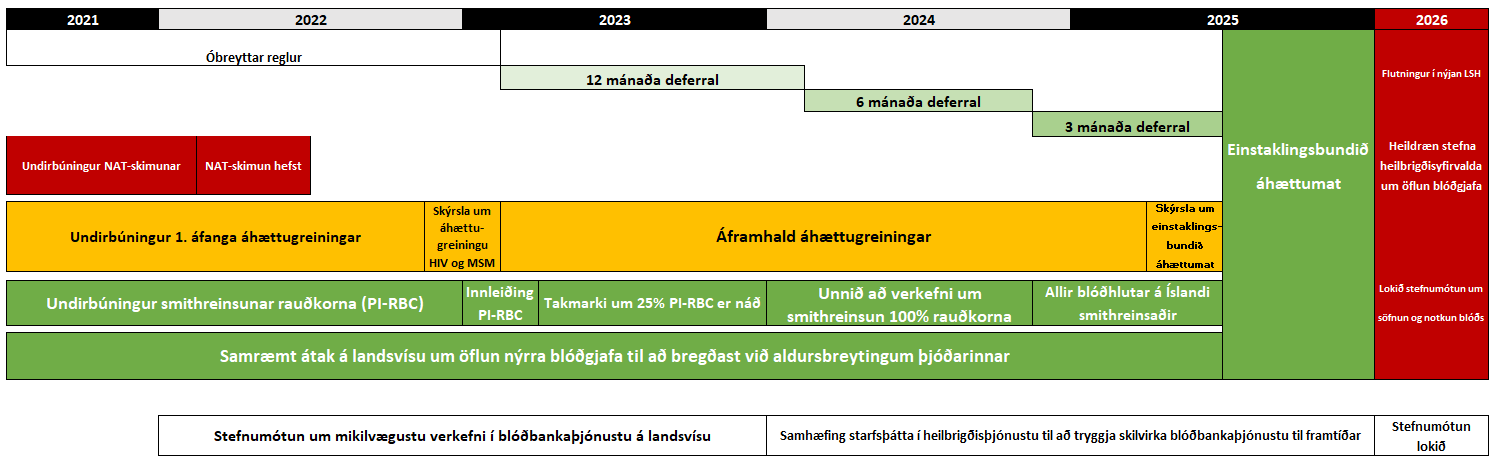 2021 2022 2023 2024 2025 2026
Óbreyttar reglur
12 mánaða deferral
6 mánaða deferral
3 mánaða deferral
Einstaklingsbundið
áhættumat
Flutningur í nýjan LSH
Heildræn stefna
heilbrigðisyfirvalda
um öflun blóðgjafa
Lokið stefnumótun um
söfnun og notkun blóðs
Undirbúningur NAT-skimunar
NAT-skimun hefst
Undirbúningur 1. áfanga áhættugreiningar
Skýrsla um
áhættu-
greiningu
HIV og MSM
Áframhald áhættugreiningar
Skýrsla um
einstaklings-
bundið
áhættumat
Undirbúningur smithreinsunar rauðkorna (PI-RBC)
Innleiðing
PI-RBC
Takmarki um 25% PI-RBC er náð
Unnið að verkefni um
smithreinsun 100% rauðkorna
Allir blóðhlutar á Íslandi
smithreinsaðir
Samræmt átak á landsvísu um öflun nýrra blóðgjafa til að bregðast við aldursbreytingum þjóðarinnar
Stefnumótun um mikilvægustu verkefni í blóðbankaþjónustu á landsvísu
Samhæfing starfsþátta í heilbrigðisþjónustu til að tryggja skilvirka blóðbankaþjónustu til framtíðar
Stefnumótun
lokið